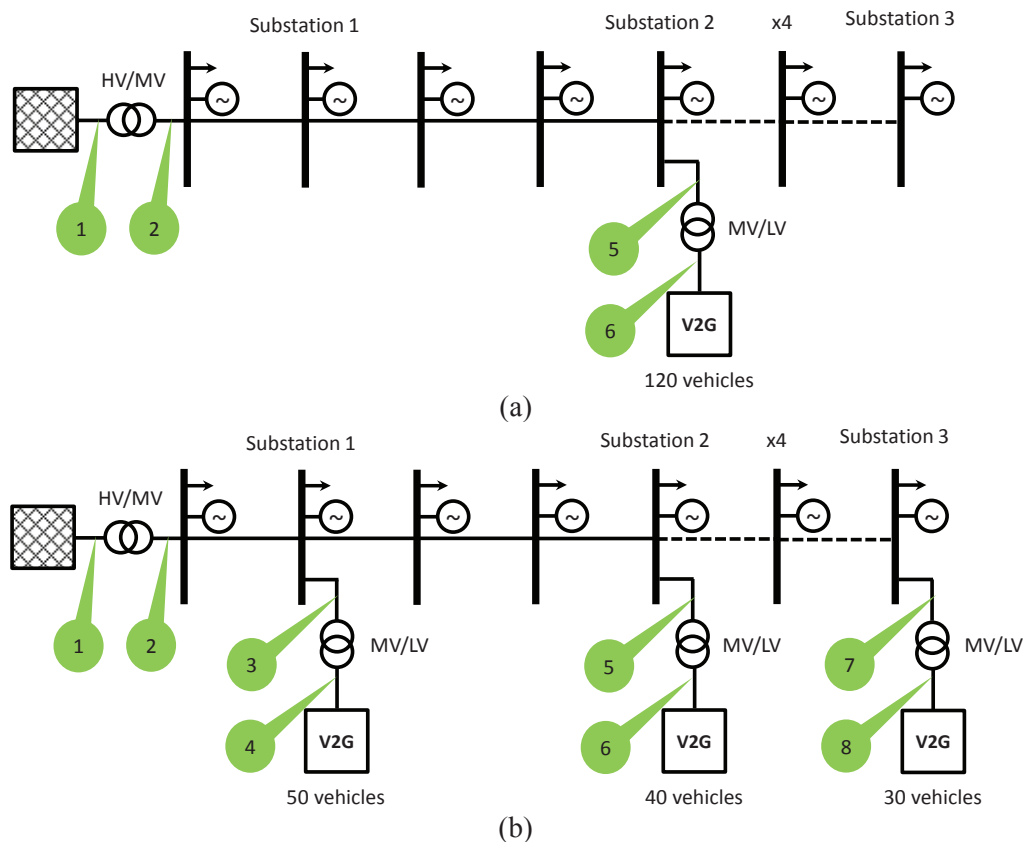 Substation 1
Substation 2
x4
Substation 3
HV/MV
~
~
~
~
~
~
~
1
2
5
MV/LV
6
V2G
120 vehicles
(a)
Substation 1
Substation 2
x4
Substation 3
HV/MV
~
~
~
~
~
~
~
1
2
3
MV/LV
5
MV/LV
7
MV/LV
4
V2G
6
V2G
8
V2G
50 vehicles
40 vehicles
30 vehicles
(b)